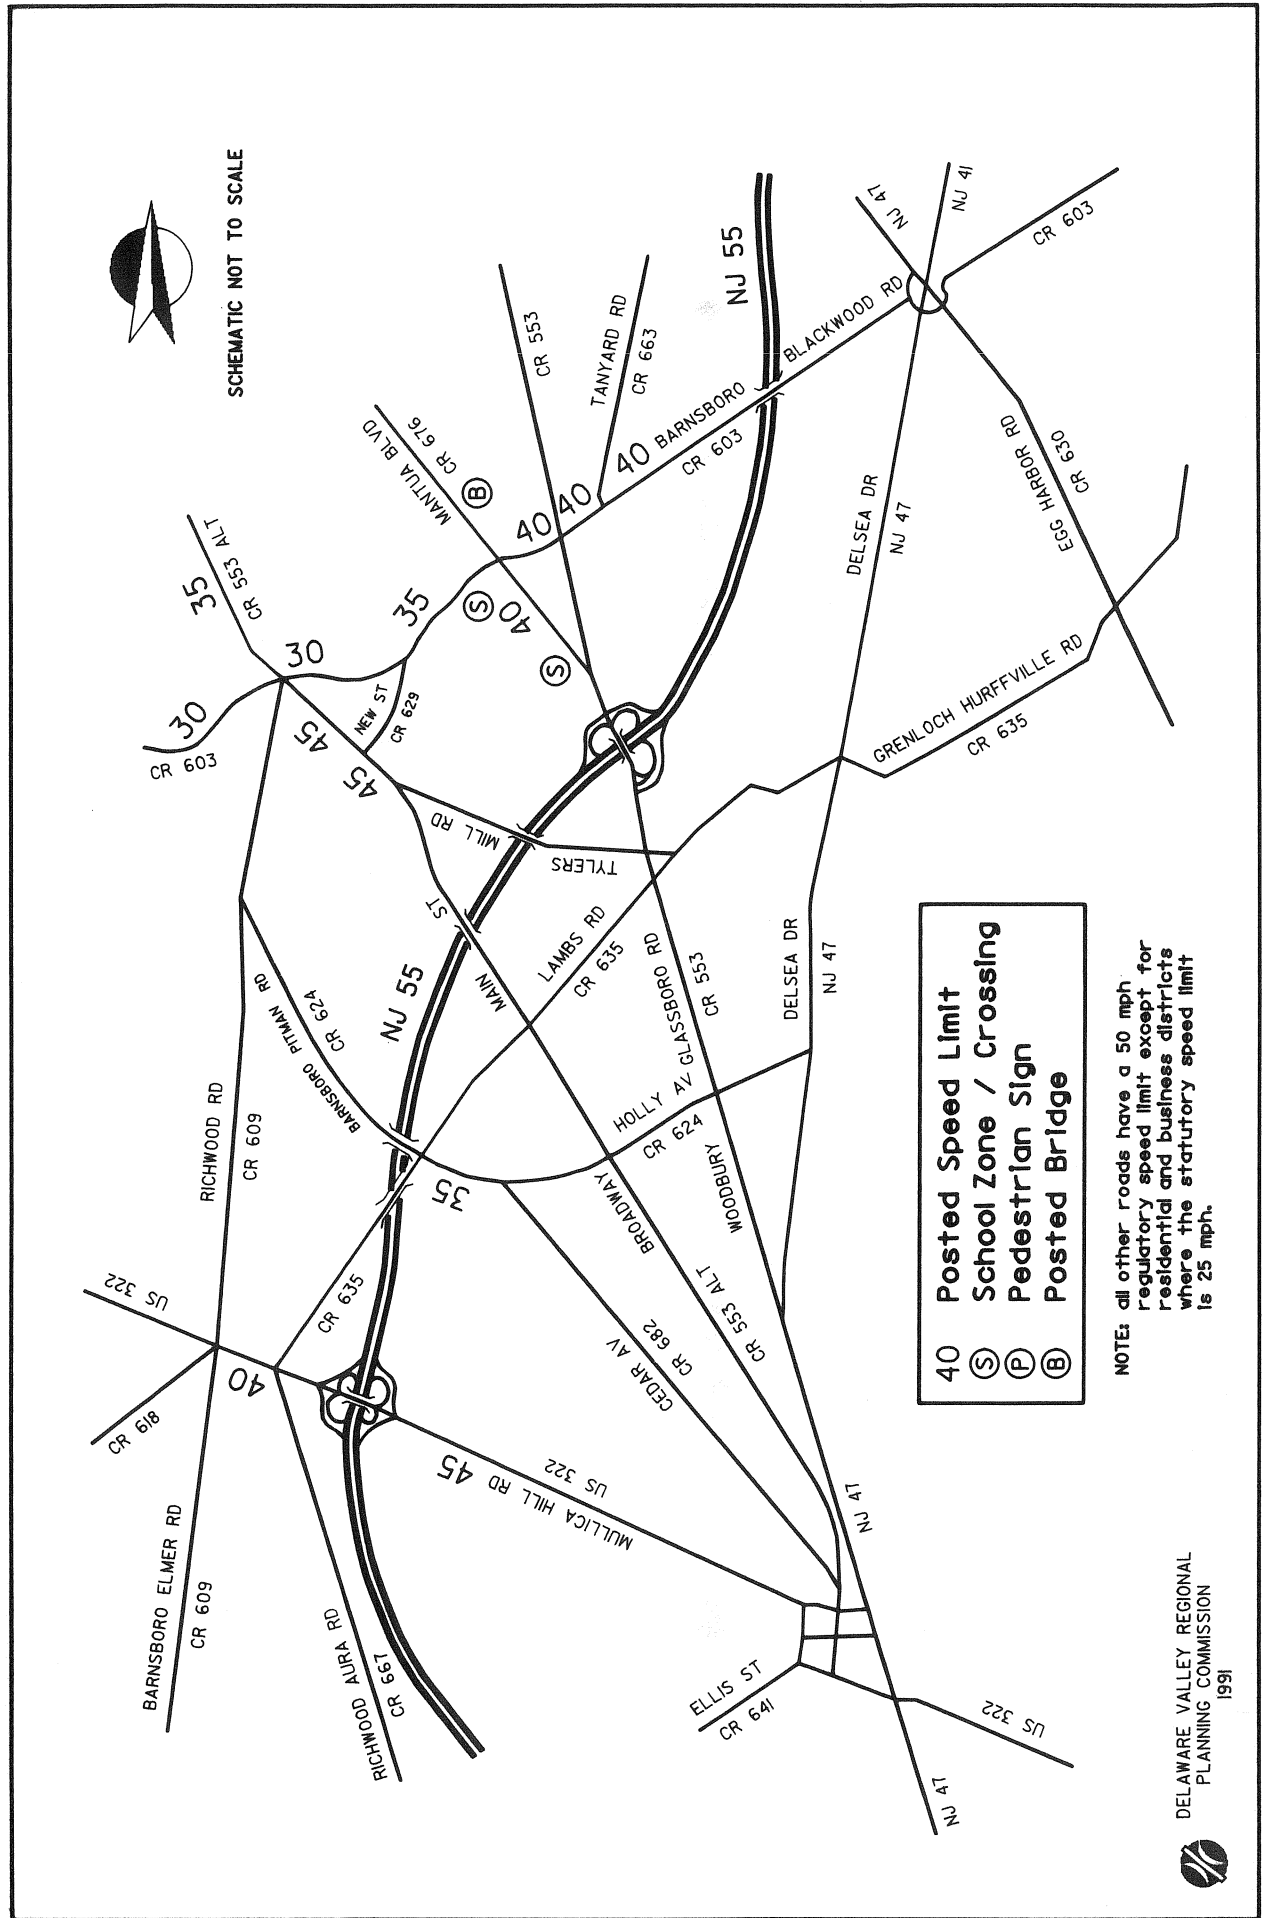 SCHEMATIC NOT TO SCALE
NJ 55
NJ 47
NJ 41
CR 603
CR 553
TANYARD RD
CR 663
BARNSBORO BLACKWOOD RD
CR 603
40
40
40
MANTUA BLVD
CR 676
B
S
40
S
35
CR 553 ALT
35
30
30
CR 603
45
45
NEW ST
CR 629
DELSEA DR
NJ 47
EGG HARBOR RD
CR 630
GRENLOCH HURFFVILLE RD
CR 635
TYLERS MILL RD
MAIN ST
LAMBS RD
CR 635
NJ 55
BARNSBORO PITMAN RD
CR 624
RICHWOOD RD
CR 609
WOODBURY GLASSBORO RD
CR 553
DELSEA DR
NJ 47
HOLLY AV
CR 624
35
BROADWAY
CR 553 ALT
CEDAR AV
CR 682
CR 635
US 322
40
CR 618
45
MULLICA HILL RD
US 322
BARNSBORO ELMER RD
CR 609
RICHWOOD AURA RD
CR 667
ELLIS ST
CR 641
NJ 47
US 322
NJ 47
40 Posted Speed Limit
S School Zone / Crossing
P Pedestrian Sign
B Posted Bridge
NOTE: all other roads have a 50 mph
regulatory speed limit except for
residential and business districts
where the statutory speed limit
is 25 mph.
DELAWARE VALLEY REGIONAL
PLANNING COMMISSION
1991